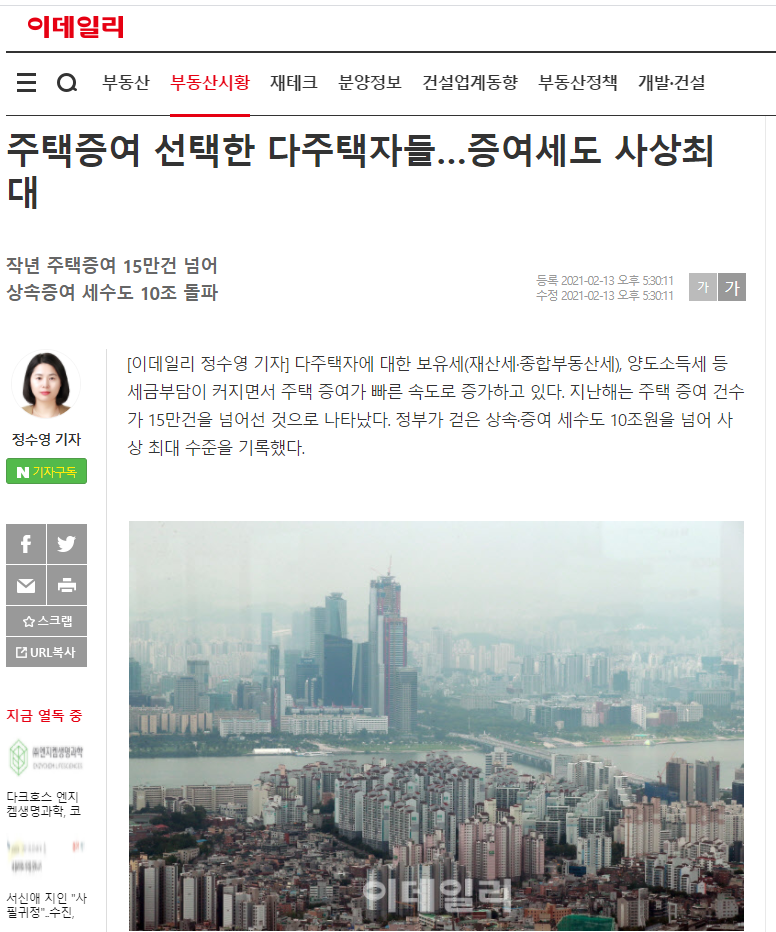 이데일리
부동산 부동산시황 재테크 분양정보 건설업계동향 부동산정책 개발·건설
주택증여 선택한 다주택자들…증여세도 사상최
대
작년 주택증여 15만건 넘어
상속증여 세수도 10조 돌파
등록 2021-02-13 오후 5:30:11
수정 2021-02-13 오후 5:30:11
가 가
[이데일리 정수영 기자] 다주택자에 대한 보유세(재산세·종합부동산세), 양도소득세 등
세금부담이 커지면서 주택 증여가 빠른 속도로 증가하고 있다. 지난해는 주택 증여 건수
가 15만건을 넘어선 것으로 나타났다. 정부가 걷은 상속·증여 세수도 10조원을 넘어 사
상 최대 수준을 기록했다.
정수영 기자
N 기자구독
스크랩
URL복사
지금 열독 중
㈜엔지켐생명과학
다크호스 엔지
켐생명과학, 코
서신애 지인 "사
필귀정"..수진,
이데일리